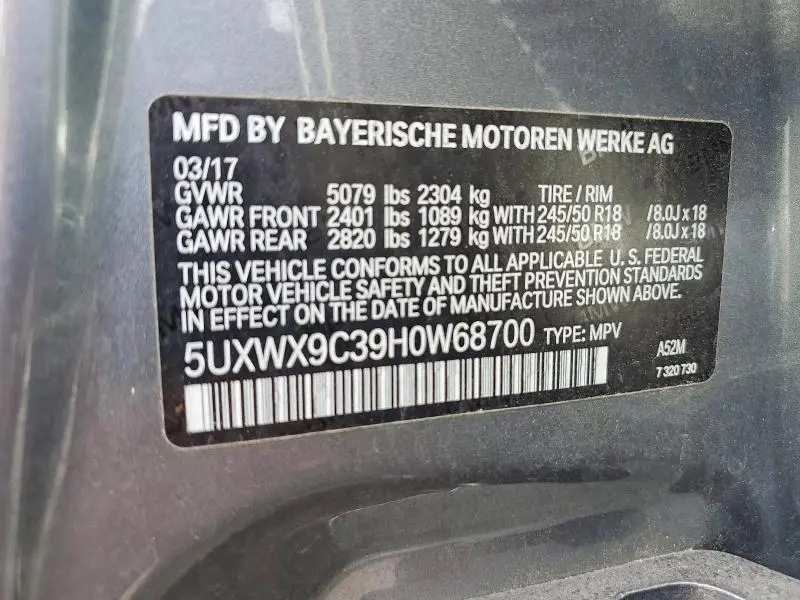 MFD BY BAYERISCHE MOTOREN WERKE AG
03/17
GVWR 5079 lbs 2304 kg TIRE / RIM
GAWR FRONT 2401 lbs 1089 kg WITH 245/50 R18 /8.0J x 18
GAWR REAR 2820 lbs 1279 kg WITH 245/50 R18 /8.0J x 18
THIS VEHICLE CONFORMS TO ALL APPLICABLE U.S. FEDERAL
MOTOR VEHICLE SAFETY AND THEFT PREVENTION STANDARDS
IN EFFECT ON THE DATE OF MANUFACTURE SHOWN ABOVE.
5UXWX9C39H0W68700 TYPE: MPV
A52M
7 320 730